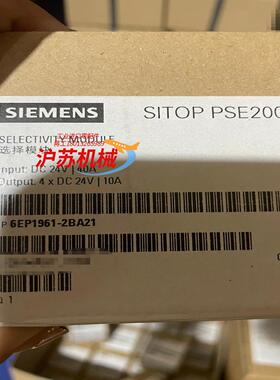 SIEMENS
SITOP PSE200
SELECTIVITY MODULE
选择模块
Input: DC 24V | 40A
Output: 4 x DC 24V | 10A
沪苏机械
P 6EP1961-2BA21
1